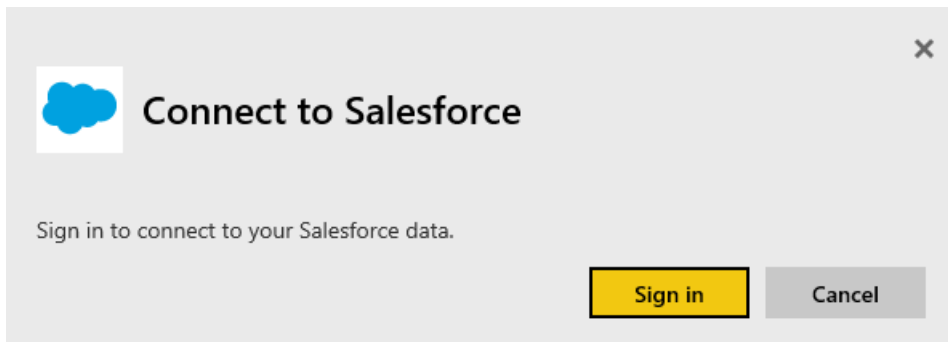 Connect to Salesforce
Sign in to connect to your Salesforce data.
Sign in
Cancel